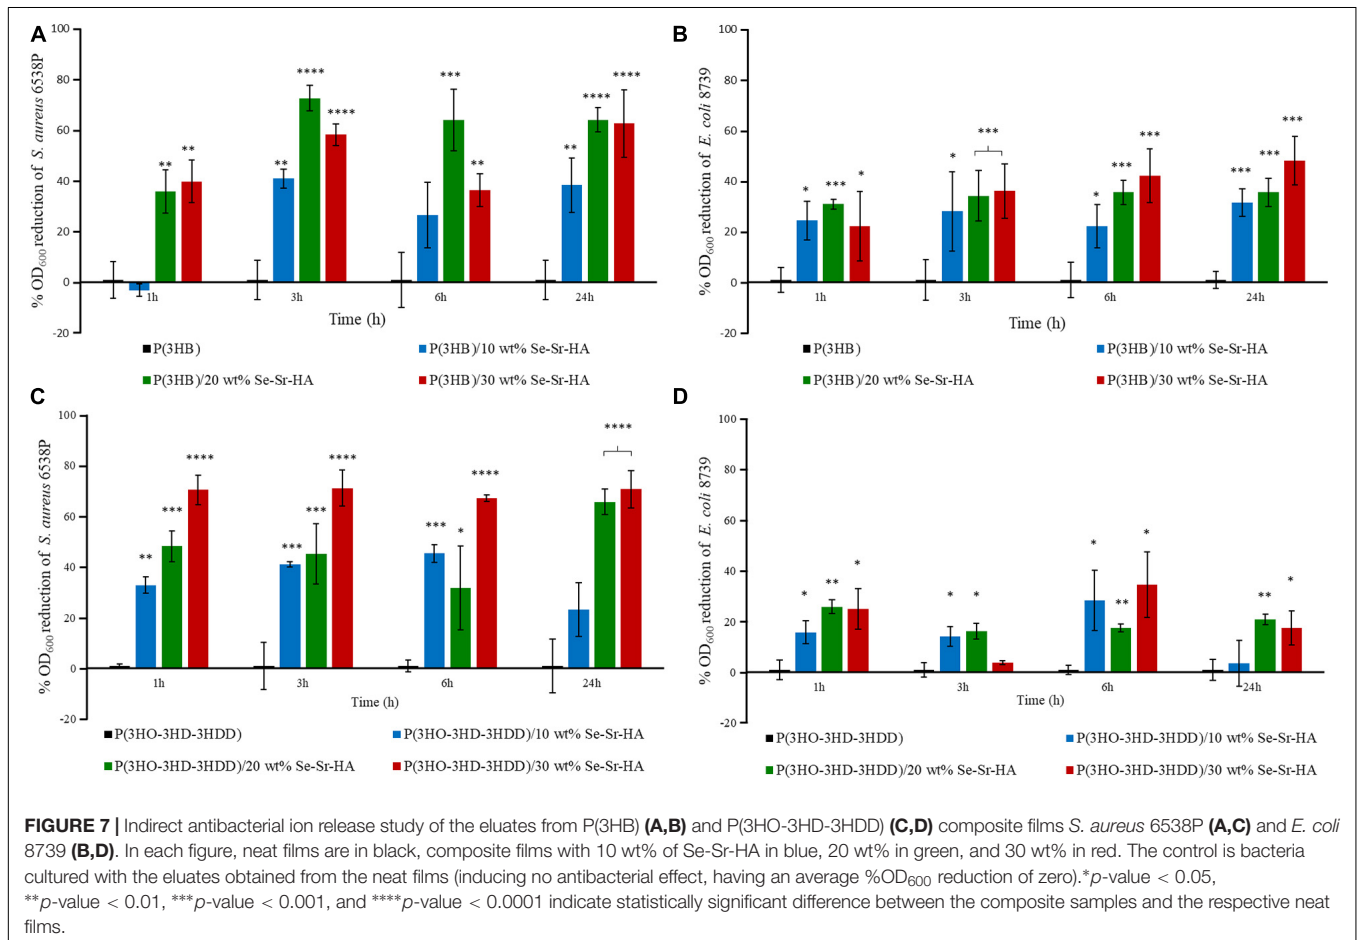 A
% OD600 reduction of S. aureus 6538P
100
80
60
40
20
0
-20
** ** ** **** **** *** ** ** **** ****
1h 3h 6h 24h
Time (h)
P(3HB) P(3HB)/10 wt% Se-Sr-HA
P(3HB)/20 wt% Se-Sr-HA P(3HB)/30 wt% Se-Sr-HA
B
% OD600 reduction of E. coli 8739
100
80
60
40
20
0
-20
* *** * * *** * *** *** *** *** ***
1h 3h 6h 24h
Time (h)
P(3HB) P(3HB)/10 wt% Se-Sr-HA
P(3HB)/20 wt% Se-Sr-HA P(3HB)/30 wt% Se-Sr-HA
C
% OD600 reduction of S. aureus 6538P
100
80
60
40
20
0
-20
** *** **** *** *** **** *** * **** ****
1h 3h 6h 24h
Time (h)
P(3HO-3HD-3HDD) P(3HO-3HD-3HDD)/10 wt% Se-Sr-HA
P(3HO-3HD-3HDD)/20 wt% Se-Sr-HA P(3HO-3HD-3HDD)/30 wt% Se-Sr-HA
D
% OD600 reduction of E. coli 8739
100
80
60
40
20
0
-20
* ** * * * * ** * ** *
1h 3h 6h 24h
Time (h)
P(3HO-3HD-3HDD) P(3HO-3HD-3HDD)/10 wt% Se-Sr-HA
P(3HO-3HD-3HDD)/20 wt% Se-Sr-HA P(3HO-3HD-3HDD)/30 wt% Se-Sr-HA
FIGURE 7 | Indirect antibacterial ion release study of the eluates from P(3HB) (A,B) and P(3HO-3HD-3HDD) (C,D) composite films S. aureus 6538P (A,C) and E. coli
8739 (B,D). In each figure, neat films are in black, composite films with 10 wt% of Se-Sr-HA in blue, 20 wt% in green, and 30 wt% in red. The control is bacteria
cultured with the eluates obtained from the neat films (inducing no antibacterial effect, having an average %OD600 reduction of zero).*p-value < 0.05,
**p-value < 0.01, ***p-value < 0.001, and ****p-value < 0.0001 indicate statistically significant difference between the composite samples and the respective neat
films.